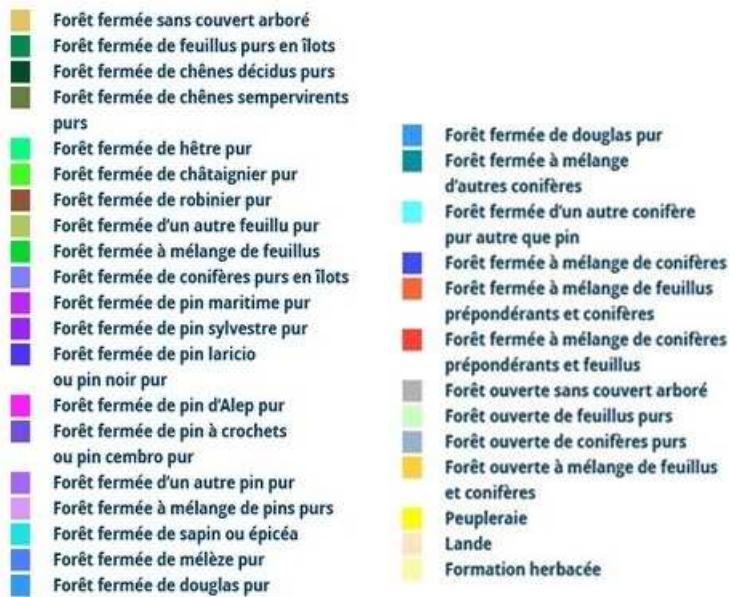 Forêt fermée sans couvert arboré
Forêt fermée de feuillus purs en îlots
Forêt fermée de chênes décidus purs
Forêt fermée de chênes sempervirents
purs
Forêt fermée de hêtre pur
Forêt fermée de châtaignier pur
Forêt fermée de robinier pur
Forêt fermée d'un autre feuillu pur
Forêt fermée à mélange de feuillus
Forêt fermée de conifères purs en îlots
Forêt fermée de pin maritime pur
Forêt fermée de pin sylvestre pur
Forêt fermée de pin laricio
ou pin noir pur
Forêt fermée de pin d'Alep pur
Forêt fermée de pin à crochets
ou pin cembro pur
Forêt fermée d'un autre pin pur
Forêt fermée à mélange de pins purs
Forêt fermée de sapin ou épicéa
Forêt fermée de mélèze pur
Forêt fermée de douglas pur
Forêt fermée de douglas pur
Forêt fermée à mélange
d'autres conifères
Forêt fermée d'un autre conifère
pur autre que pin
Forêt fermée à mélange de conifères
Forêt fermée à mélange de feuillus
prépondérants et conifères
Forêt fermée à mélange de conifères
prépondérants et feuillus
Forêt ouverte sans couvert arboré
Forêt ouverte de feuillus purs
Forêt ouverte de conifères purs
Forêt ouverte à mélange de feuillus
et conifères
Peupleraie
Lande
Formation herbacée